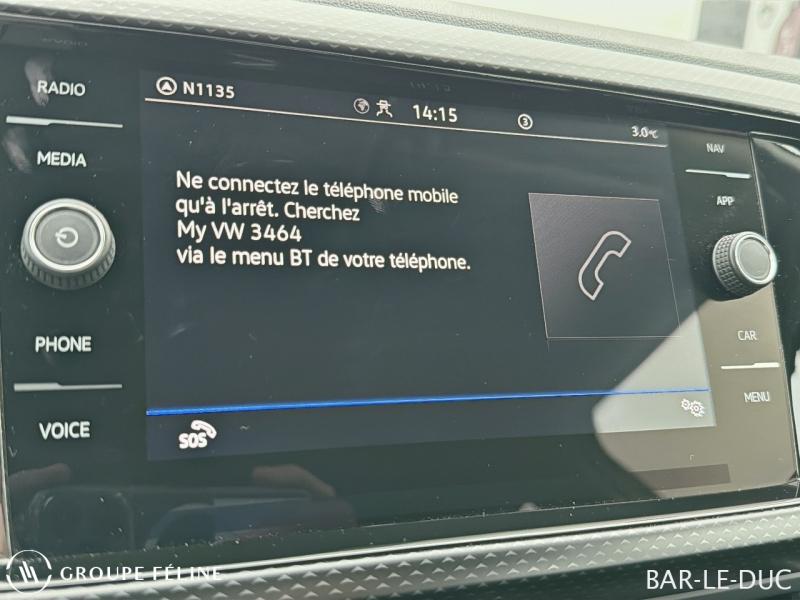 RADIO
MEDIA
PHONE
VOICE
N1135
14:15
3
3.0°C
Ne connectez le téléphone mobile
qu'à l'arrêt. Cherchez
My VW 3464
via le menu BT de votre téléphone.
SOS
NAV
APP
CAR
MENU
GROUPE FÉLINE
BAR-LE-DUC